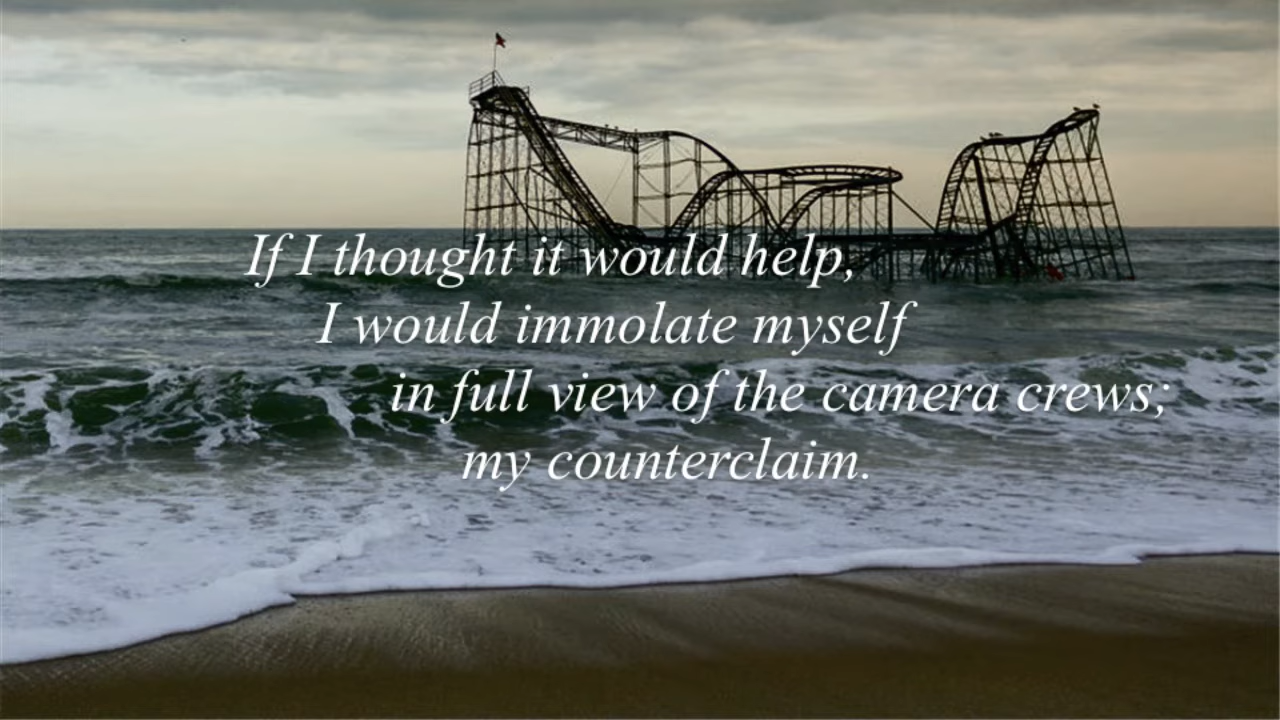 If I thought it would help,
I would immolate myself
in full view of the camera crews;
my counterclaim.